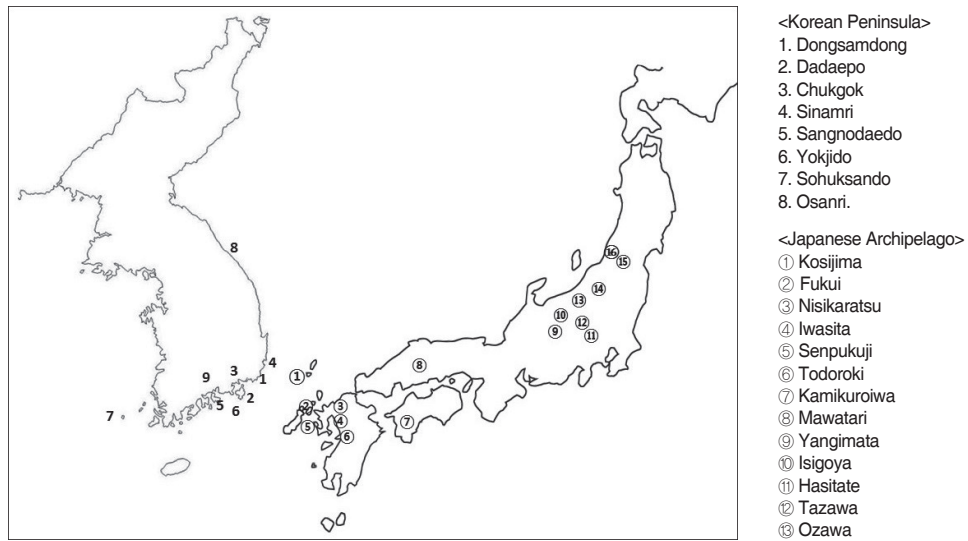 8
16
15
14
13
10
12
9
11
4
3
9
1
1
8
2
5
6
7
2
3
4
5
6
7
<Korean Peninsula>
1. Dongsamdong
2. Dadaepo
3. Chukgok
4. Sinamri
5. Sangnodaedo
6. Yokjido
7. Sohuksando
8. Osanri.
<Japanese Archipelago>
① Kosijima
② Fukui
③ Nisikaratsu
④ Iwasita
⑤ Senpukuji
⑥ Todoroki
⑦ Kamikuroiwa
⑧ Mawatari
⑨ Yangimata
⑩ Isigoya
⑪ Hasitate
⑫ Tazawa
⑬ Ozawa